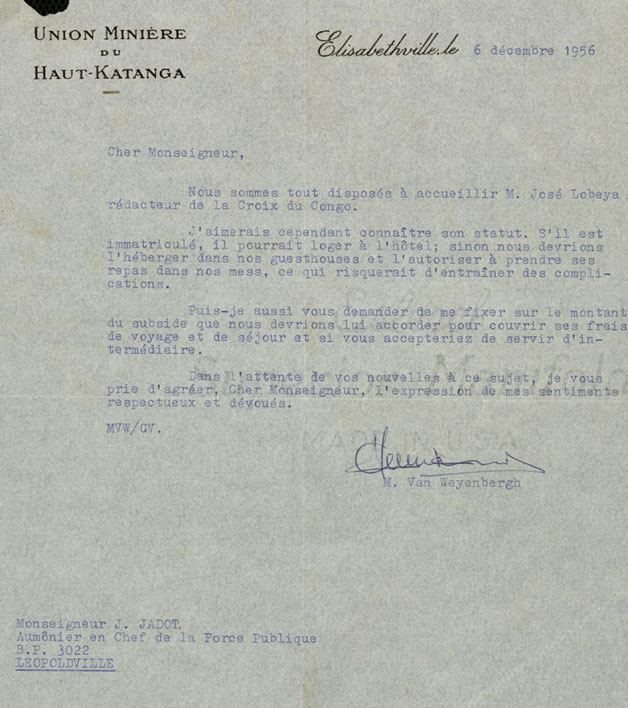 UNION MINIÈRE
DU
HAUT-KATANGA
Elisabethville, le 6 décembre 1956
Cher Monseigneur,
Nous sommes tout disposés à accueillir M. José Lobeya
rédacteur de la Croix du Congo.
J'aimerais cependant connaître son statut. S'il est
immatriculé, il pourrait loger à l'hôtel; sinon nous devrions
l'héberger dans nos guesthouses et l'autoriser à prendre ses
repas dans nos mess, ce qui risquerait d'entraîner des compli-
cations.
Puis-je aussi vous demander de me fixer sur le montant
du subside que nous devrions lui accorder pour couvrir ses frais
de voyage et de séjour et si vous accepteriez de servir d'in-
termédiaire.
Dans l'attente de vos nouvelles à ce sujet, je vous
prie d'agréer, Cher Monseigneur, l'expression de mes sentiments
respectueux et dévoués.
MVW/GV.
M. Van Weyenbergh
Monseigneur J. JADOT,
Aumônier en Chef de la Force Publique
B.P. 3022
LEOPOLDVILLE